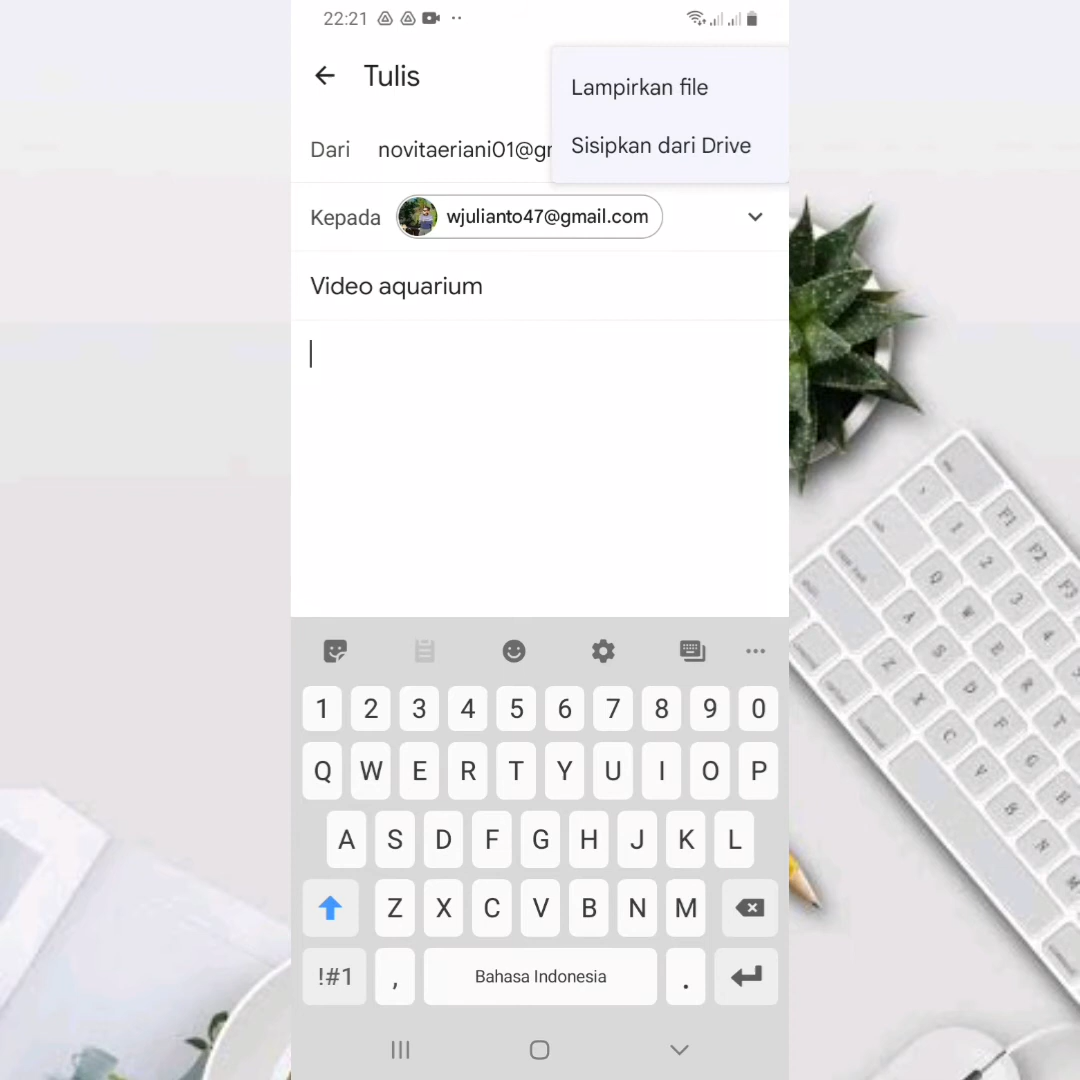 22:21
Tulis
Lampirkan file
Sisipkan dari Drive
Dari novitaeriani01@gm
Kepada wjulianto47@gmail.com
Video aquarium
1 2 3 4 5 6 7 8 9 0
Q W E R T Y U I O P
A S D F G H J K L
Z X C V B N M
!#1 , Bahasa Indonesia .